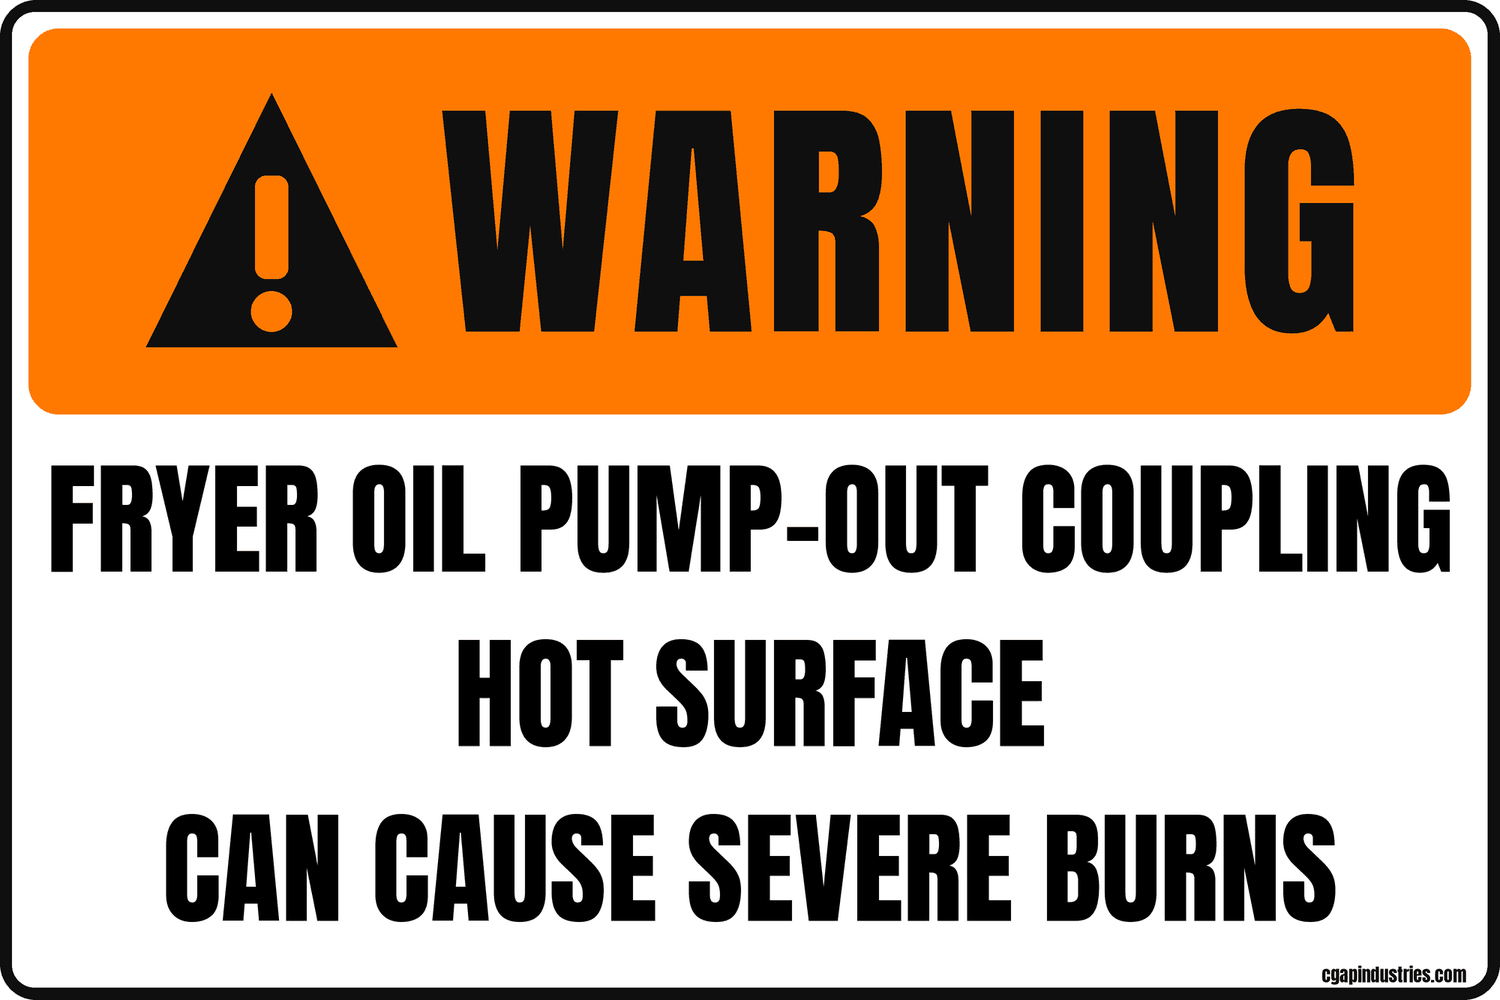 WARNING
FRYER OIL PUMP-OUT COUPLING
HOT SURFACE
CAN CAUSE SEVERE BURNS
cgapindustries.com